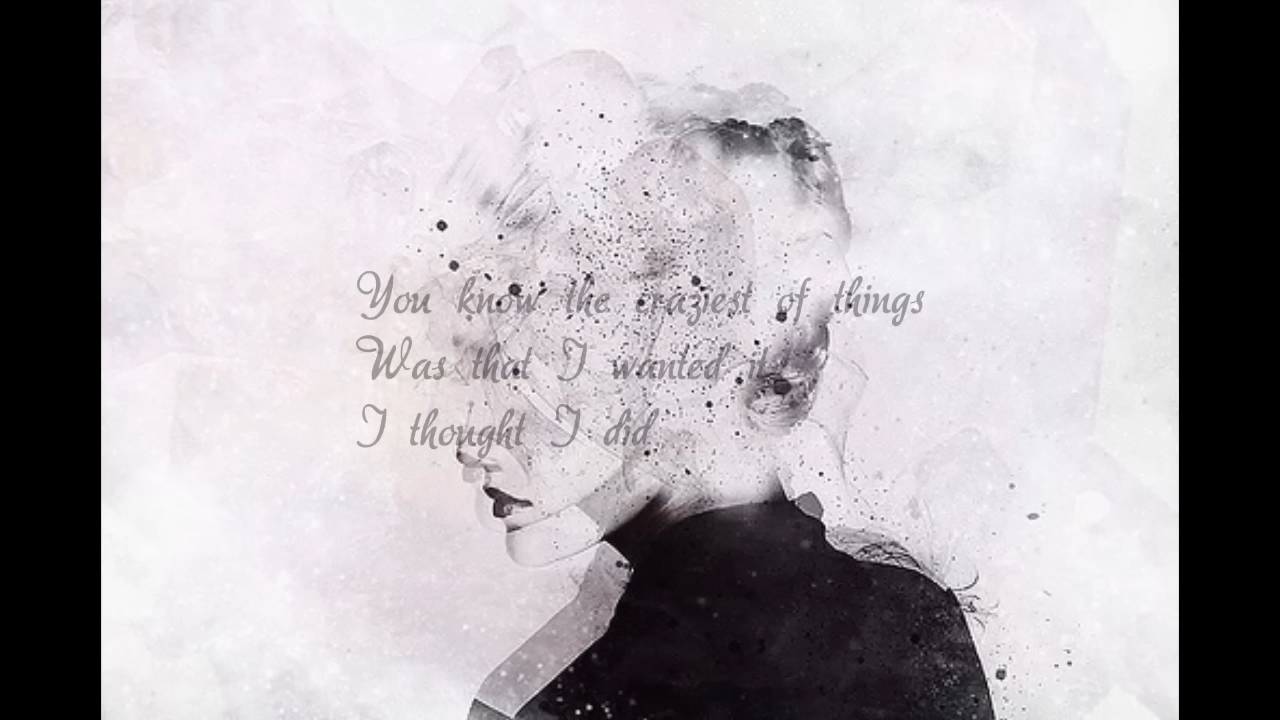 You know the craziest of things
Was that I wanted it
I thought I did